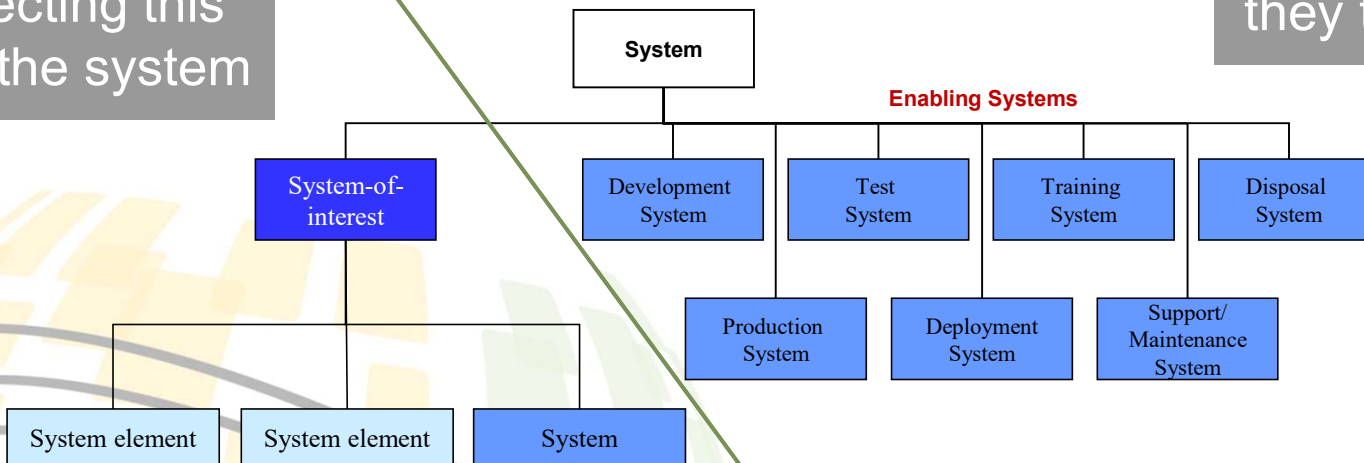 ecting this
the system
they
System
Enabling Systems
System-of-
interest
Development
System
Test
System
Training
System
Disposal
System
Production
System
Deployment
System
Support/
Maintenance
System
System element
System element
System